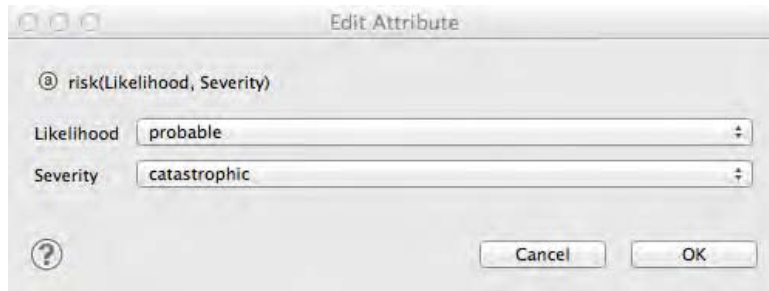 Edit Attribute
ⓐ risk(Likelihood, Severity)
Likelihood probable
Severity catastrophic
? Cancel OK